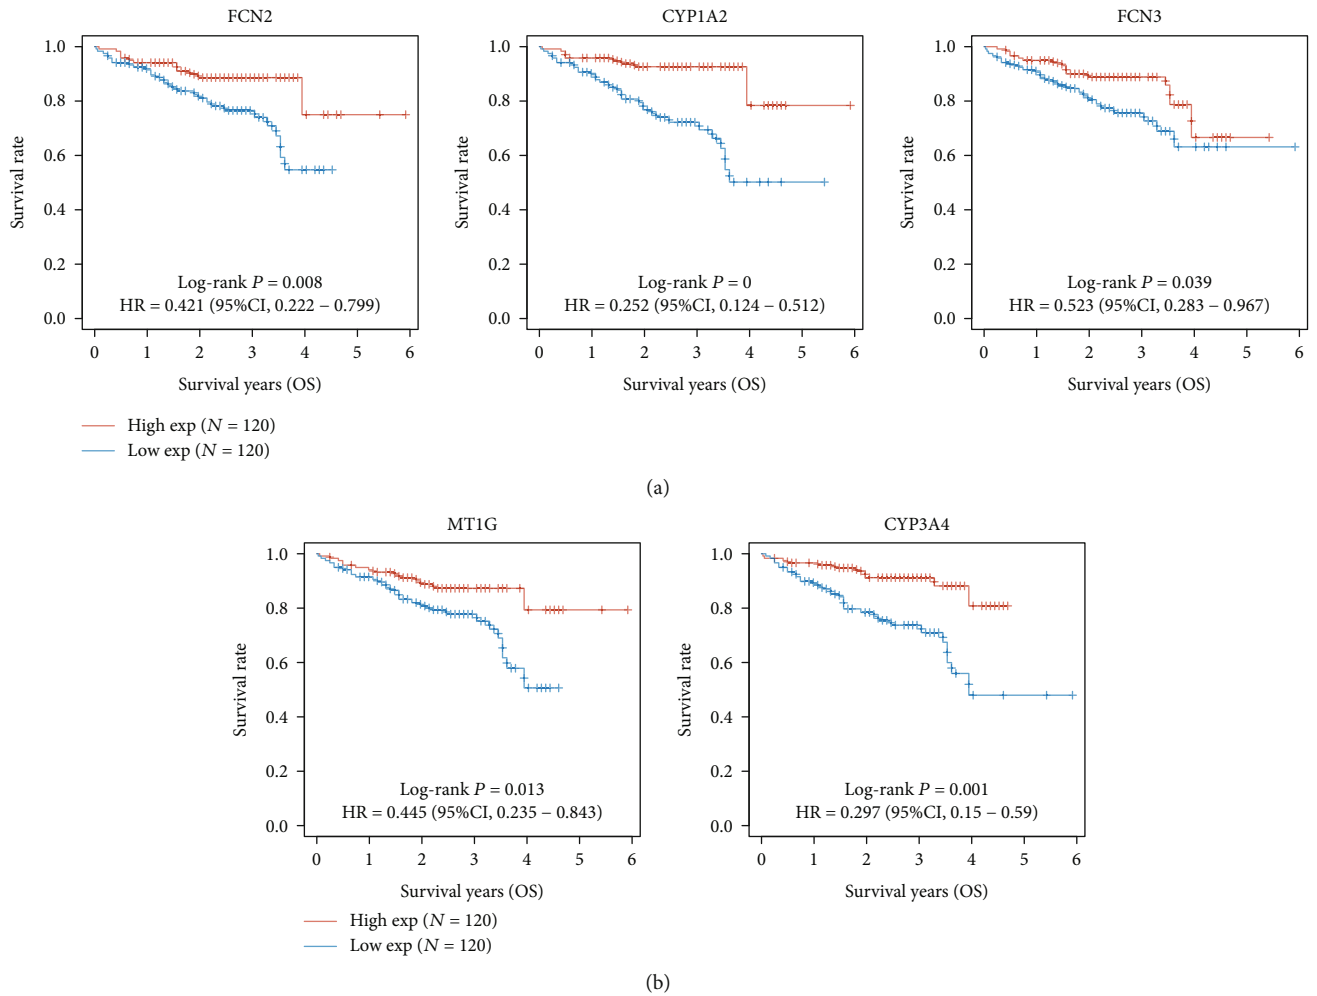 FCN2
1.0
0.8
0.6
0.4
0.2
0.0
Survival rate
Log-rank P = 0.008
HR = 0.421 (95%CI, 0.222 − 0.799)
0 1 2 3 4 5 6
Survival years (OS)
CYP1A2
1.0
0.8
0.6
0.4
0.2
0.0
Survival rate
Log-rank P = 0
HR = 0.252 (95%CI, 0.124 − 0.512)
0 1 2 3 4 5 6
Survival years (OS)
FCN3
1.0
0.8
0.6
0.4
0.2
0.0
Survival rate
Log-rank P = 0.039
HR = 0.523 (95%CI, 0.283 − 0.967)
0 1 2 3 4 5 6
Survival years (OS)
High exp (N = 120)
Low exp (N = 120)
(a)
MT1G
1.0
0.8
0.6
0.4
0.2
0.0
Survival rate
Log-rank P = 0.013
HR = 0.445 (95%CI, 0.235 − 0.843)
0 1 2 3 4 5 6
Survival years (OS)
CYP3A4
1.0
0.8
0.6
0.4
0.2
0.0
Survival rate
Log-rank P = 0.001
HR = 0.297 (95%CI, 0.15 − 0.59)
0 1 2 3 4 5 6
Survival years (OS)
High exp (N = 120)
Low exp (N = 120)
(b)